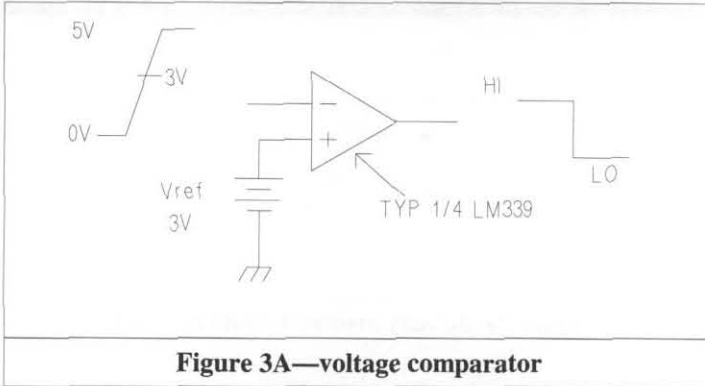 5V
3V
0V
HI
−
+
LO
Vref
3V
TYP 1/4 LM339
Figure 3A—voltage comparator